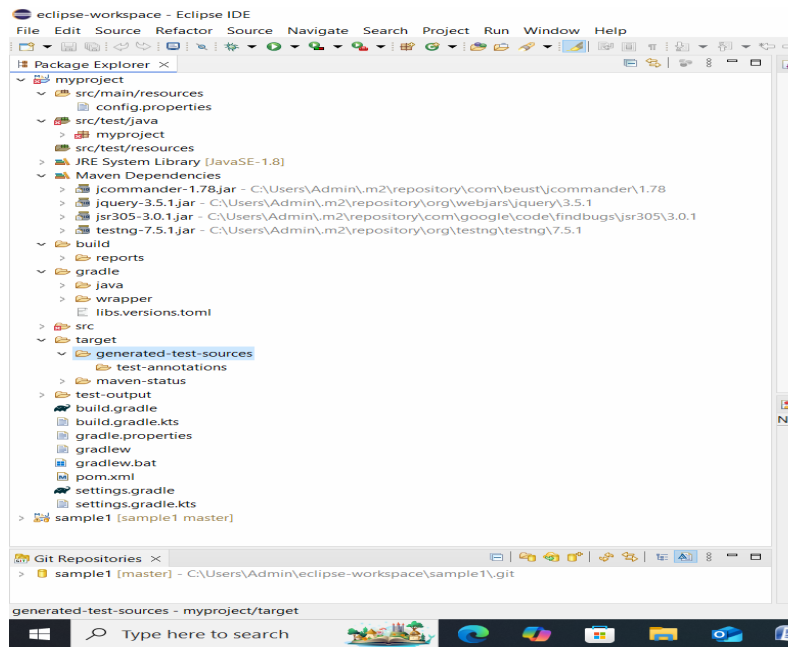 eclipse-workspace - Eclipse IDE
File Edit Source Refactor Source Navigate Search Project Run Window Help
Package Explorer
myproject
src/main/resources
config.properties
src/test/java
myproject
src/test/resources
JRE System Library [JavaSE-1.8]
Maven Dependencies
jcommander-1.78.jar - C:\Users\Admin\.m2\repository\com\beust\jcommander\1.78
jquery-3.5.1.jar - C:\Users\Admin\.m2\repository\org\webjars\jquery\3.5.1
jsr305-3.0.1.jar - C:\Users\Admin\.m2\repository\com\google\code\findbugs\jsr305\3.0.1
testng-7.5.1.jar - C:\Users\Admin\.m2\repository\org\testng\testng\7.5.1
build
reports
gradle
java
wrapper
libs.versions.toml
src
target
generated-test-sources
test-annotations
maven-status
test-output
build.gradle
build.gradle.kts
gradle.properties
gradlew
gradlew.bat
pom.xml
settings.gradle
settings.gradle.kts
sample1 [sample1 master]
Git Repositories
sample1 [master] - C:\Users\Admin\eclipse-workspace\sample1\.git
generated-test-sources - myproject/target
Type here to search